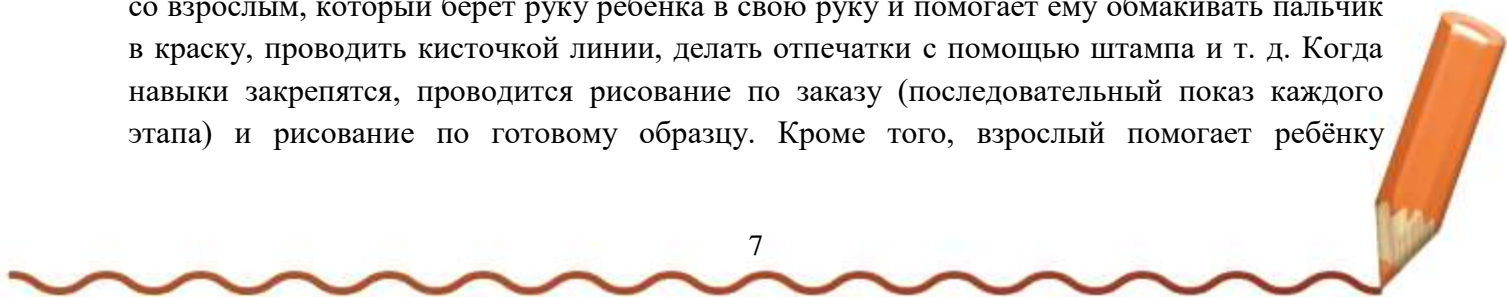 со взрослым, который берет руку ребенка в свою руку и помогает ему обмакивать пальчик
в краску, проводить кисточкой линии, делать отпечатки с помощью штампа и т. д. Когда
навыки закрепятся, проводится рисование по заказу (последовательный показ каждого
этапа) и рисование по готовому образцу. Кроме того, взрослый помогает ребёнку
7